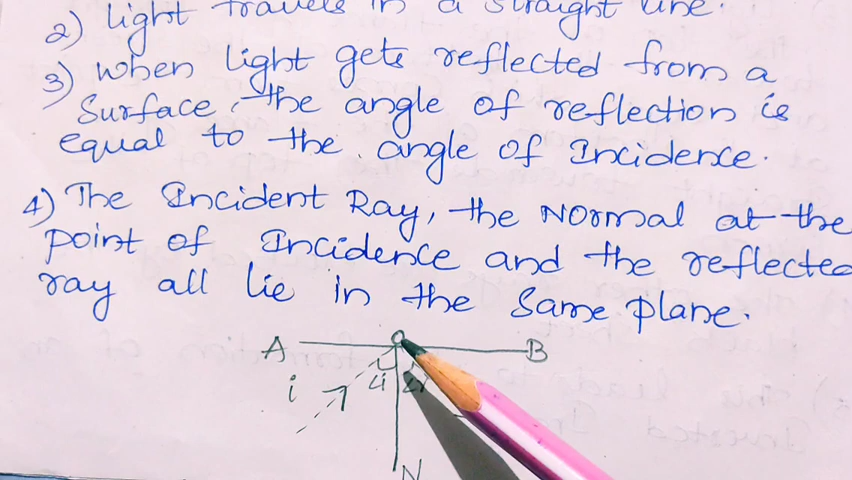 2) light travels in a straight line.
3) When light gets reflected from a
Surface, the angle of reflection is
equal to the angle of Incidence.
4) The Incident Ray, the Normal at the
Point of Incidence and the reflected
ray all lie in the Same plane.
A O B
i ∠i ∠r
N